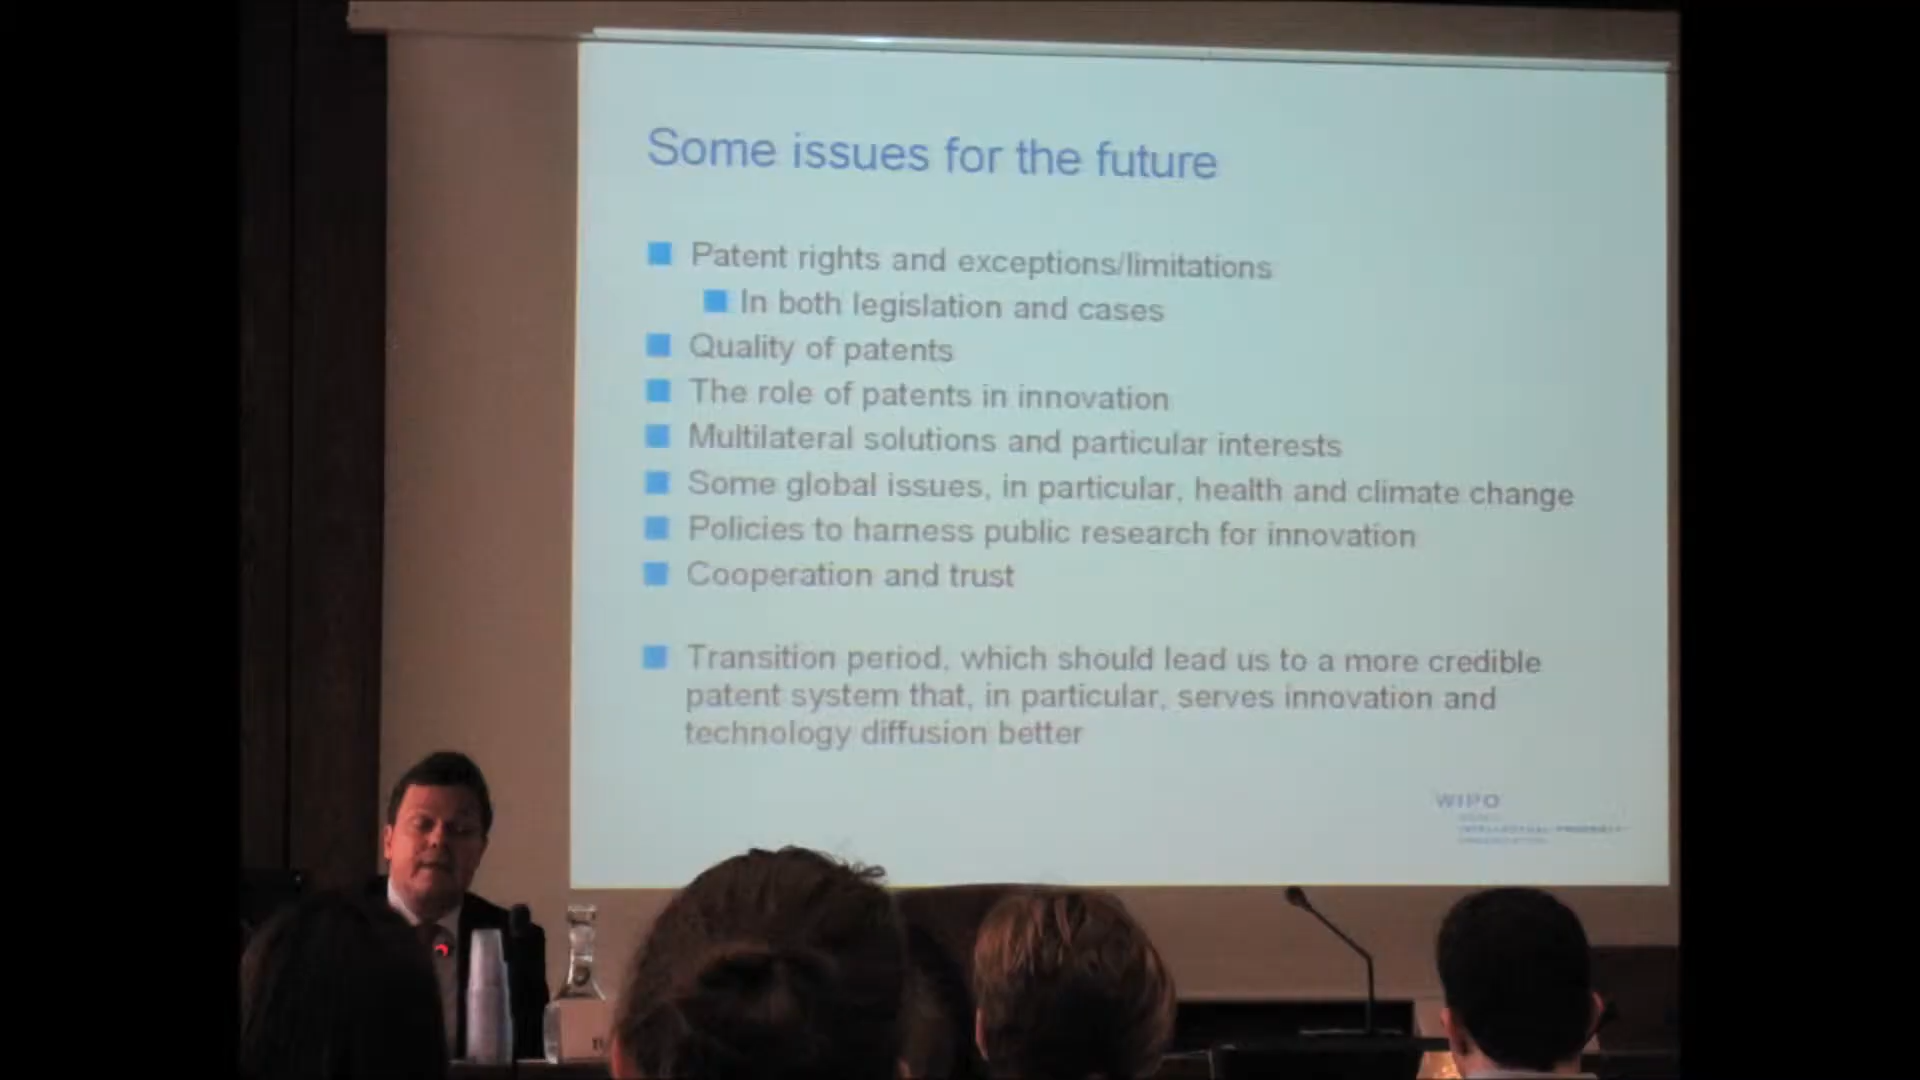 Some issues for the future
Patent rights and exceptions/limitations
In both legislation and cases
Quality of patents
The role of patents in innovation
Multilateral solutions and particular interests
Some global issues, in particular, health and climate change
Policies to harness public research for innovation
Cooperation and trust
Transition period, which should lead us to a more credible
patent system that, in particular, serves innovation and
technology diffusion better
WIPO
INTELLECTUAL PROPERTY